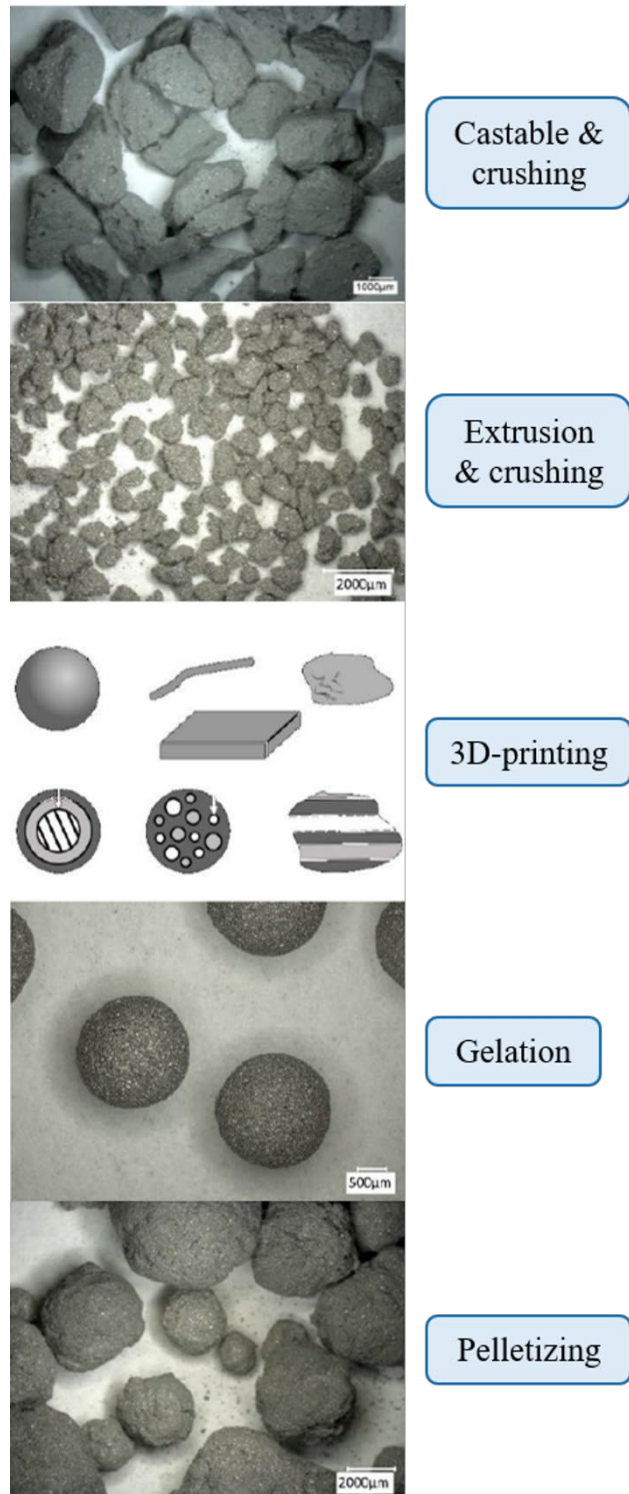 Castable &
crushing
1000µm
Extrusion
& crushing
2000µm
3D-printing
Gelation
500µm
Pelletizing
2000µm